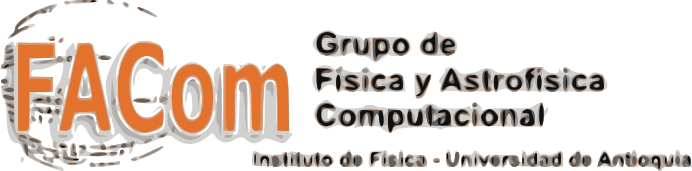 FACom
Grupo de
Física y Astrofísica
Computacional
Instituto de Física - Universidad de Antioquia